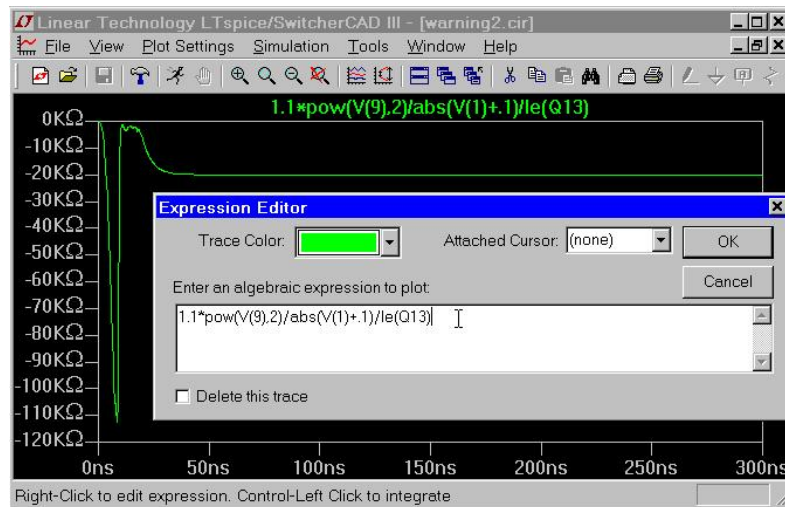 Linear Technology LTspice/SwitcherCAD III - [warning2.cir]
File View Plot Settings Simulation Tools Window Help
1.1*pow(V(9),2)/abs(V(1)+.1)/Ie(Q13)
0KΩ
-10KΩ
-20KΩ
-30KΩ
-40KΩ
-50KΩ
-60KΩ
-70KΩ
-80KΩ
-90KΩ
-100KΩ
-110KΩ
-120KΩ
Expression Editor
Trace Color: Attached Cursor: (none) OK
Cancel
Enter an algebraic expression to plot:
1.1*pow(V(9),2)/abs(V(1)+.1)/Ie(Q13)
Delete this trace
0ns 50ns 100ns 150ns 200ns 250ns 300ns
Right-Click to edit expression. Control-Left Click to integrate